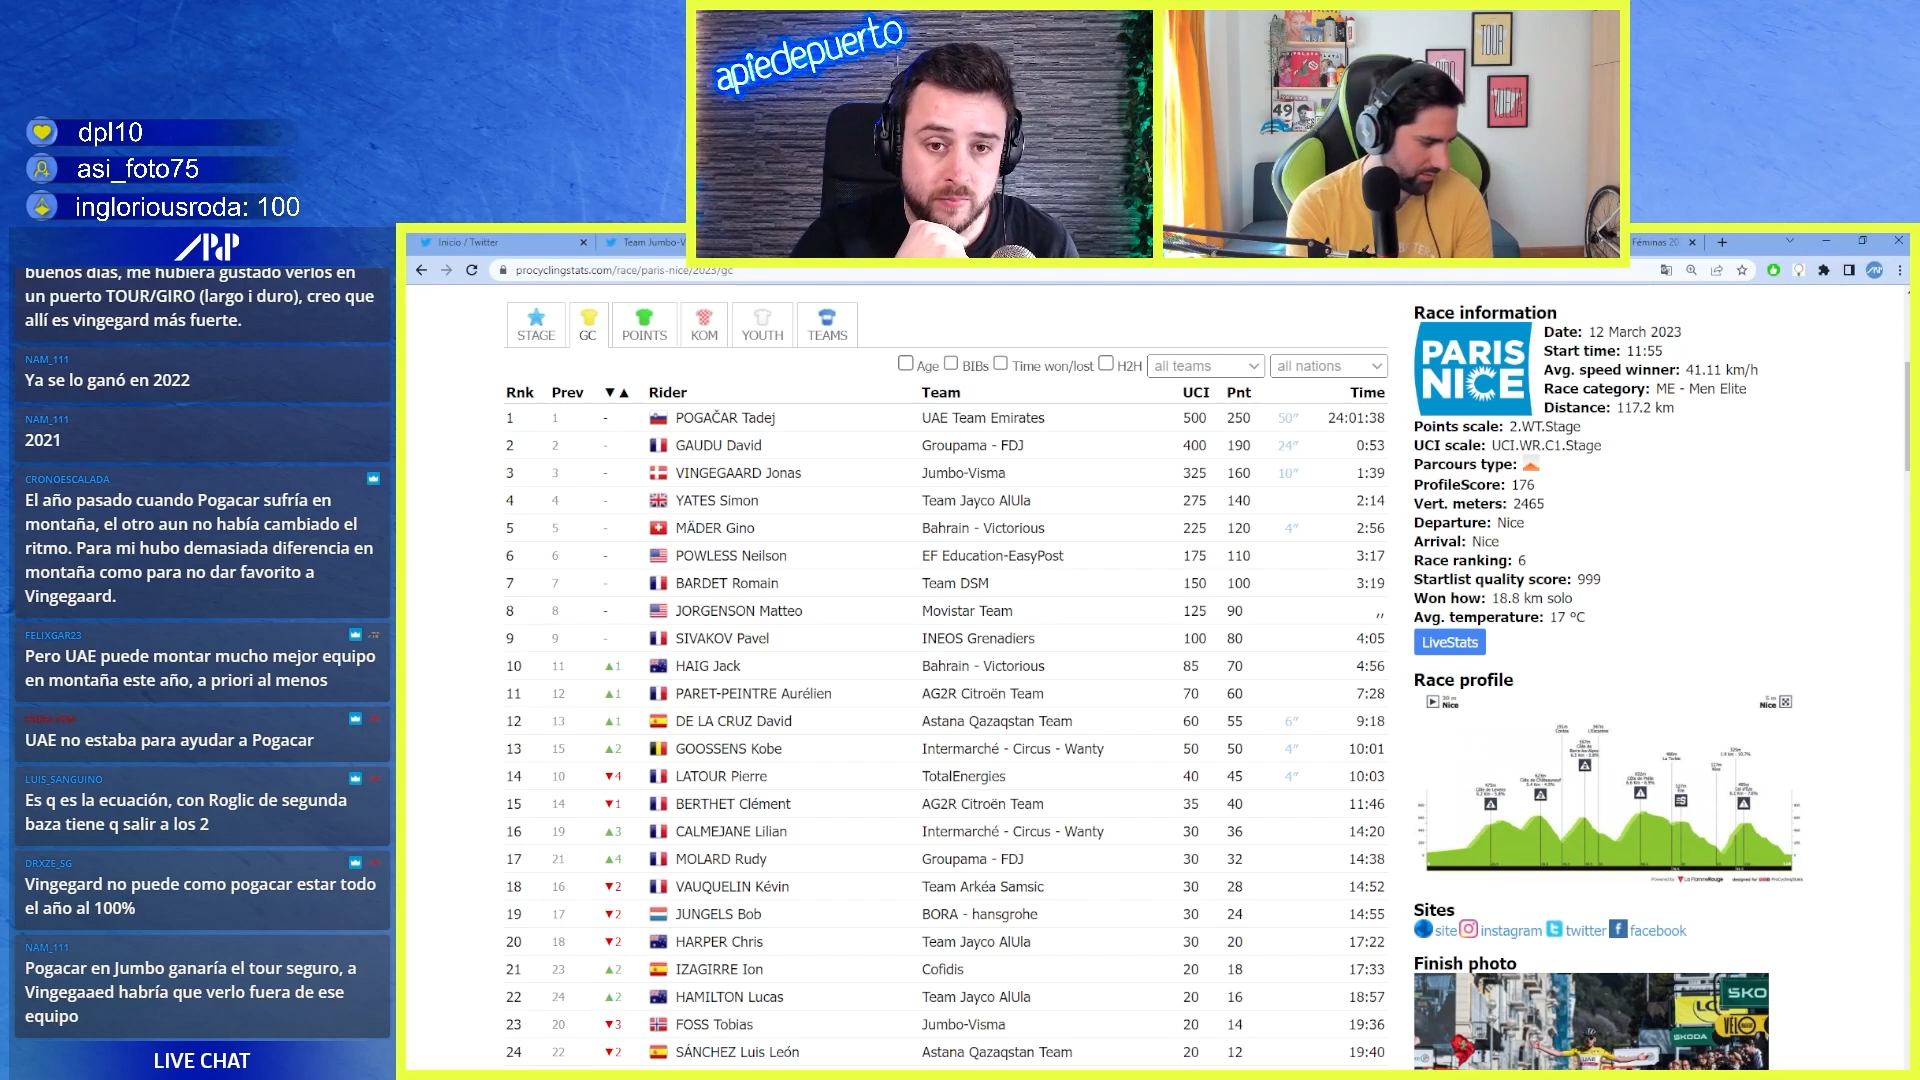 dpl10
asi_foto75
ingloriousroda: 100
buenos días, me hubiera gustado verlos en
un puerto TOUR/GIRO (largo i duro), creo que
allí es vingegard más fuerte.
NAM_111
Ya se lo ganó en 2022
NAM_111
2021
CRONOESCALADA
El año pasado cuando Pogacar sufría en
montaña, el otro aun no había cambiado el
ritmo. Para mi hubo demasiada diferencia en
montaña como para no dar favorito a
Vingegaard.
FELIXGAR23
Pero UAE puede montar mucho mejor equipo
en montaña este año, a priori al menos
UAE no estaba para ayudar a Pogacar
LUIS_SANGUINO
Es q es la ecuación, con Roglic de segunda
baza tiene q salir a los 2
DRXZE_SG
Vingegard no puede como pogacar estar todo
el año al 100%
NAM_111
Pogacar en Jumbo ganaría el tour seguro, a
Vingegaaed habría que verlo fuera de ese
equipo
LIVE CHAT
apiedepuerto
TOUR
GIRO
VUELTA
49
Inicio / Twitter
Team Jumbo-V
Féminas 20
procyclingstats.com/race/paris-nice/2023/gc
STAGE GC POINTS KOM YOUTH TEAMS
Age BIBs Time won/lost H2H all teams all nations
Rnk Prev ▼▲ Rider Team UCI Pnt Time
1 1 - POGAČAR Tadej UAE Team Emirates 500 250 50″ 24:01:38
2 2 - GAUDU David Groupama - FDJ 400 190 24″ 0:53
3 3 - VINGEGAARD Jonas Jumbo-Visma 325 160 10″ 1:39
4 4 - YATES Simon Team Jayco AlUla 275 140 2:14
5 5 - MÄDER Gino Bahrain - Victorious 225 120 4″ 2:56
6 6 - POWLESS Neilson EF Education-EasyPost 175 110 3:17
7 7 - BARDET Romain Team DSM 150 100 3:19
8 8 - JORGENSON Matteo Movistar Team 125 90 ,,
9 9 - SIVAKOV Pavel INEOS Grenadiers 100 80 4:05
10 11 ▲1 HAIG Jack Bahrain - Victorious 85 70 4:56
11 12 ▲1 PARET-PEINTRE Aurélien AG2R Citroën Team 70 60 7:28
12 13 ▲1 DE LA CRUZ David Astana Qazaqstan Team 60 55 6″ 9:18
13 15 ▲2 GOOSSENS Kobe Intermarché - Circus - Wanty 50 50 4″ 10:01
14 10 ▼4 LATOUR Pierre TotalEnergies 40 45 4″ 10:03
15 14 ▼1 BERTHET Clément AG2R Citroën Team 35 40 11:46
16 19 ▲3 CALMEJANE Lilian Intermarché - Circus - Wanty 30 36 14:20
17 21 ▲4 MOLARD Rudy Groupama - FDJ 30 32 14:38
18 16 ▼2 VAUQUELIN Kévin Team Arkéa Samsic 30 28 14:52
19 17 ▼2 JUNGELS Bob BORA - hansgrohe 30 24 14:55
20 18 ▼2 HARPER Chris Team Jayco AlUla 30 20 17:22
21 23 ▲2 IZAGIRRE Ion Cofidis 20 18 17:33
22 24 ▲2 HAMILTON Lucas Team Jayco AlUla 20 16 18:57
23 20 ▼3 FOSS Tobias Jumbo-Visma 20 14 19:36
24 22 ▼2 SÁNCHEZ Luis León Astana Qazaqstan Team 20 12 19:40
Race information
PARIS
NICE
Date: 12 March 2023
Start time: 11:55
Avg. speed winner: 41.11 km/h
Race category: ME - Men Elite
Distance: 117.2 km
Points scale: 2.WT.Stage
UCI scale: UCI.WR.C1.Stage
Parcours type:
ProfileScore: 176
Vert. meters: 2465
Departure: Nice
Arrival: Nice
Race ranking: 6
Startlist quality score: 999
Won how: 18.8 km solo
Avg. temperature: 17 °C
LiveStats
Race profile
Nice
Nice
Sites
site instagram twitter facebook
Finish photo
SKO
ŠKODA
VÉLO
UAE